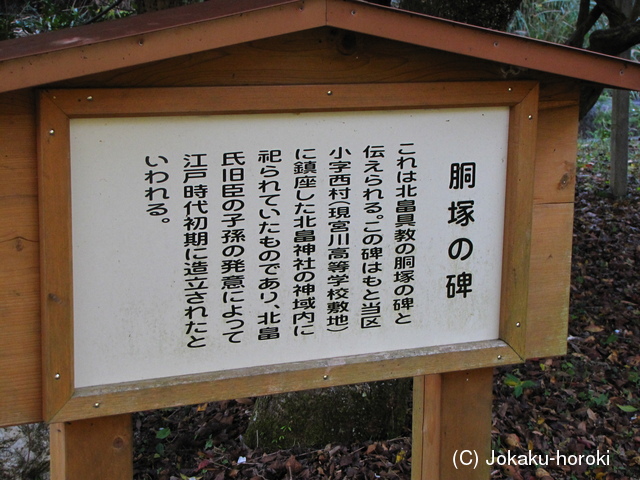 胴塚の碑
これは北畠具教の胴塚の碑と
伝えられる。この碑はもと当区
小字西村(現宮川高等学校敷地)
に鎮座した北畠神社の神域内に
祀られていたものであり、北畠
氏旧臣の子孫の発意によって
江戸時代初期に造立されたと
いわれる。
(C) Jokaku-horoki